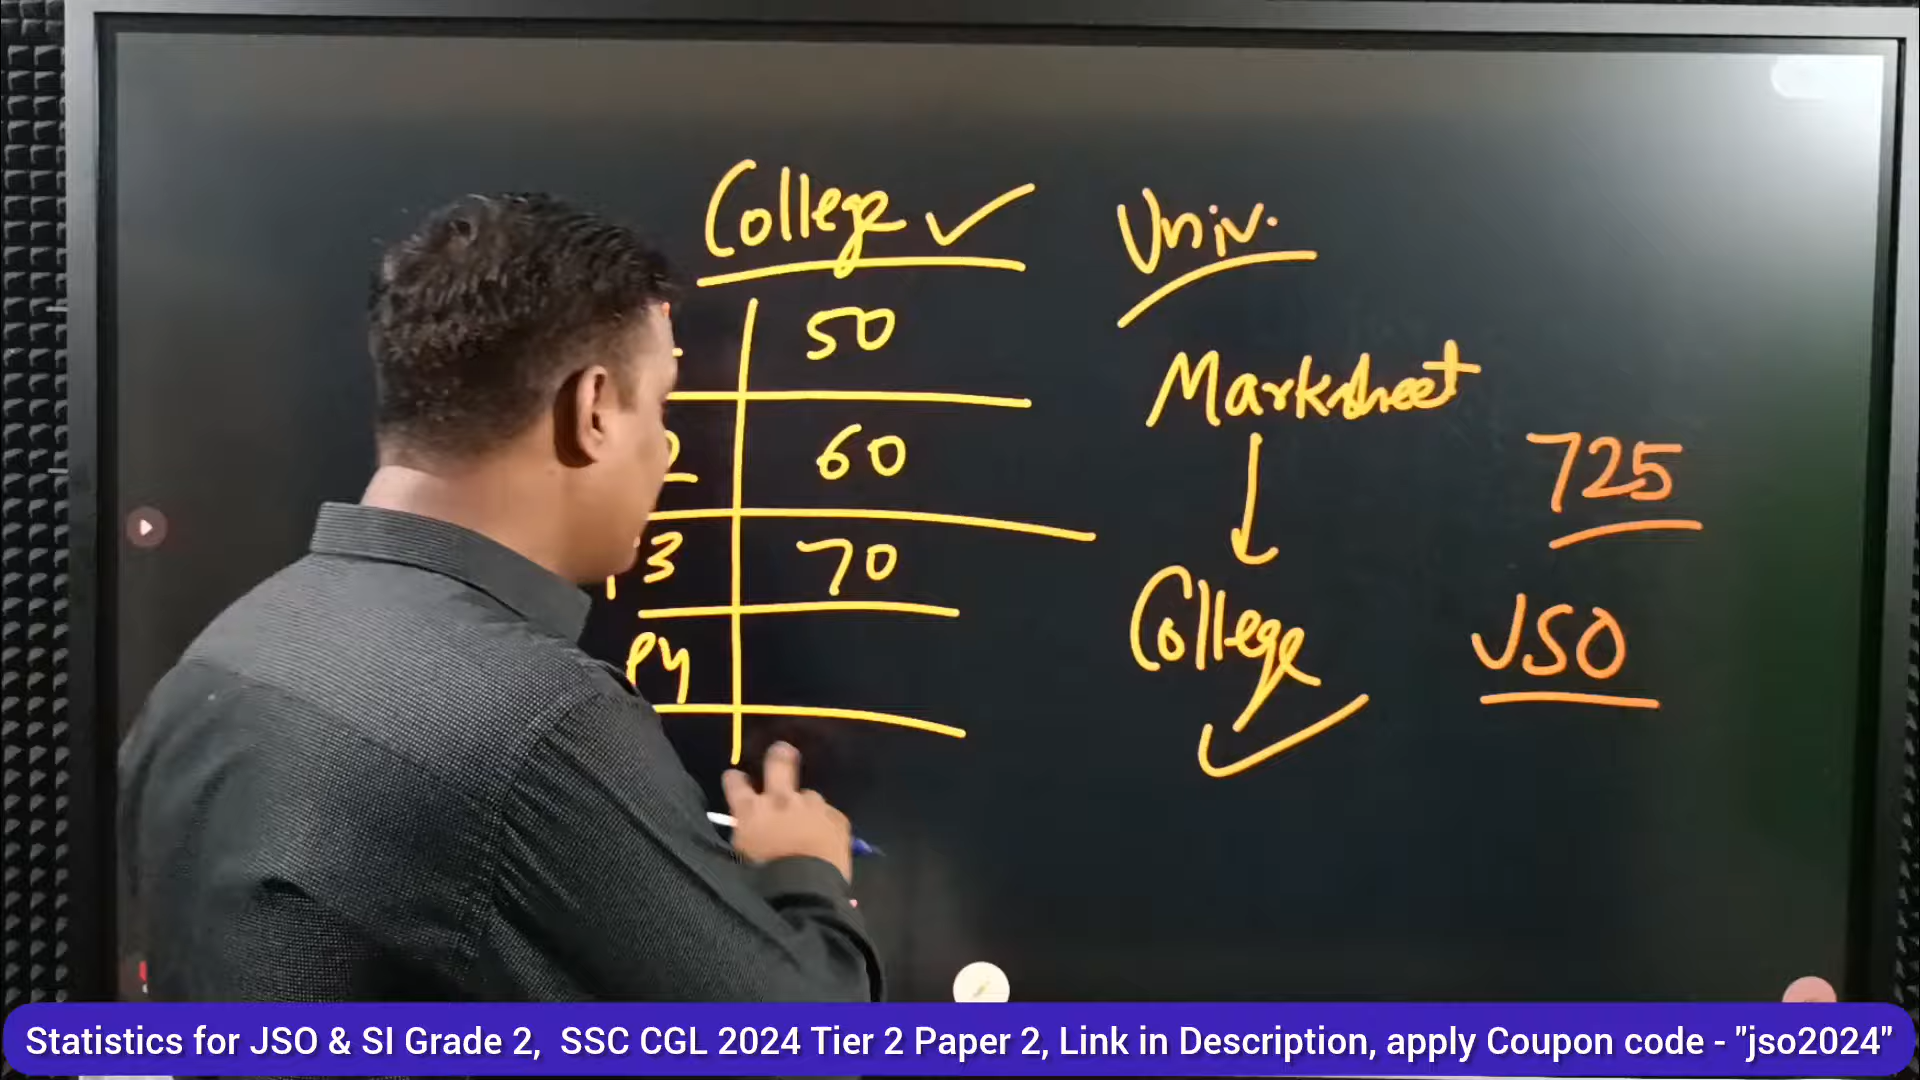 College ✓ Univ.
50
60
3 70
P4
Marksheet
↓
College
725
JSO
Statistics for JSO & SI Grade 2, SSC CGL 2024 Tier 2 Paper 2, Link in Description, apply Coupon code - "jso2024"